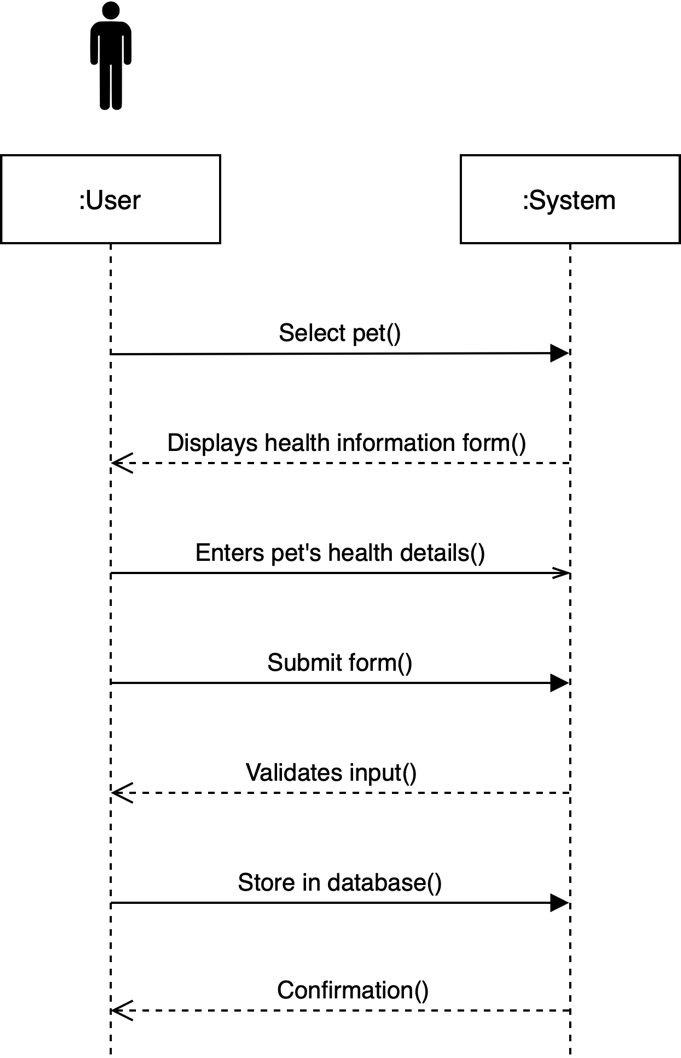 :User
:System
Select pet()
Displays health information form()
Enters pet's health details()
Submit form()
Validates input()
Store in database()
Confirmation()